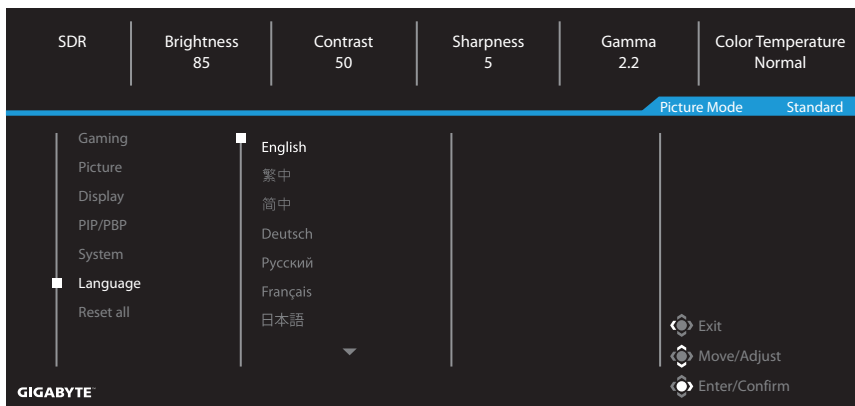 SDR
Brightness
85
Contrast
50
Sharpness
5
Gamma
2.2
Color Temperature
Normal
Picture Mode Standard
Gaming
Picture
Display
PIP/PBP
System
Language
Reset all
English
繁中
简中
Deutsch
Русский
Français
日本語
Exit
Move/Adjust
Enter/Confirm
GIGABYTE™